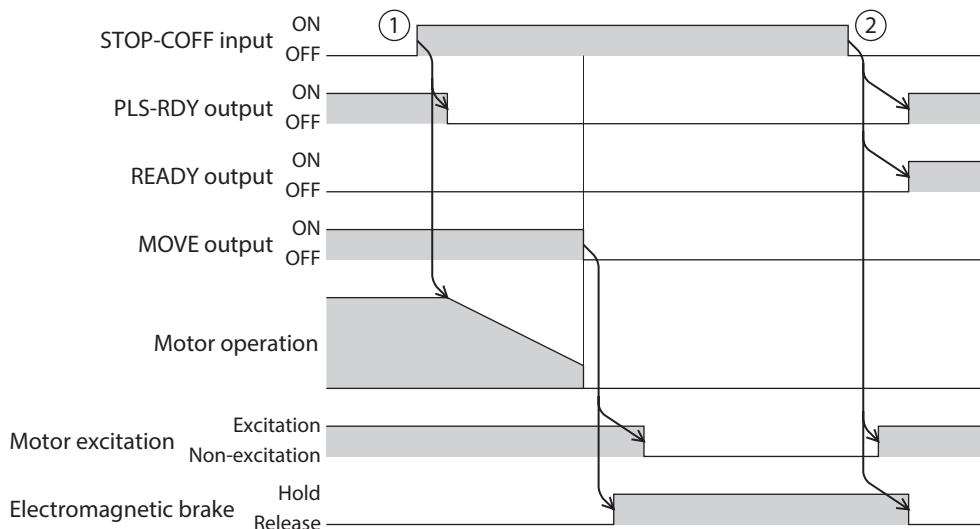 STOP-COFF input
ON
OFF
1
2
PLS-RDY output
ON
OFF
READY output
ON
OFF
MOVE output
ON
OFF
Motor operation
Motor excitation
Excitation
Non-excitation
Electromagnetic brake
Hold
Release